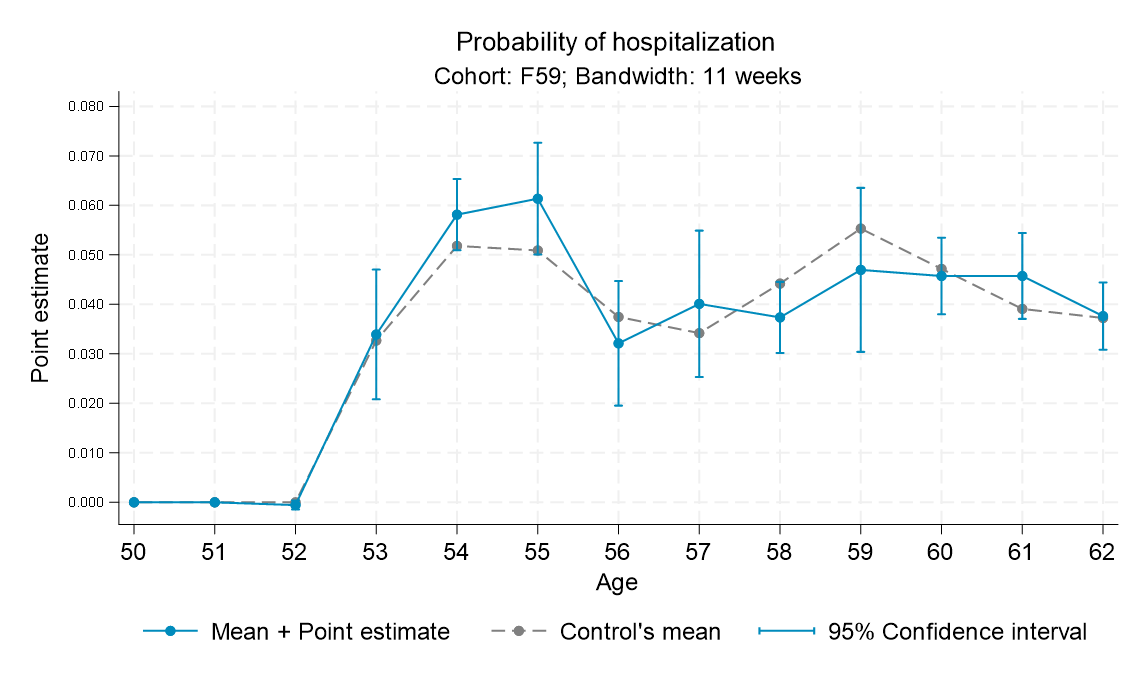 Probability of hospitalization
Cohort: F59; Bandwidth: 11 weeks
Point estimate
0.080
0.070
0.060
0.050
0.040
0.030
0.020
0.010
0.000
50 51 52 53 54 55 56 57 58 59 60 61 62
Age
Mean + Point estimate Control's mean 95% Confidence interval